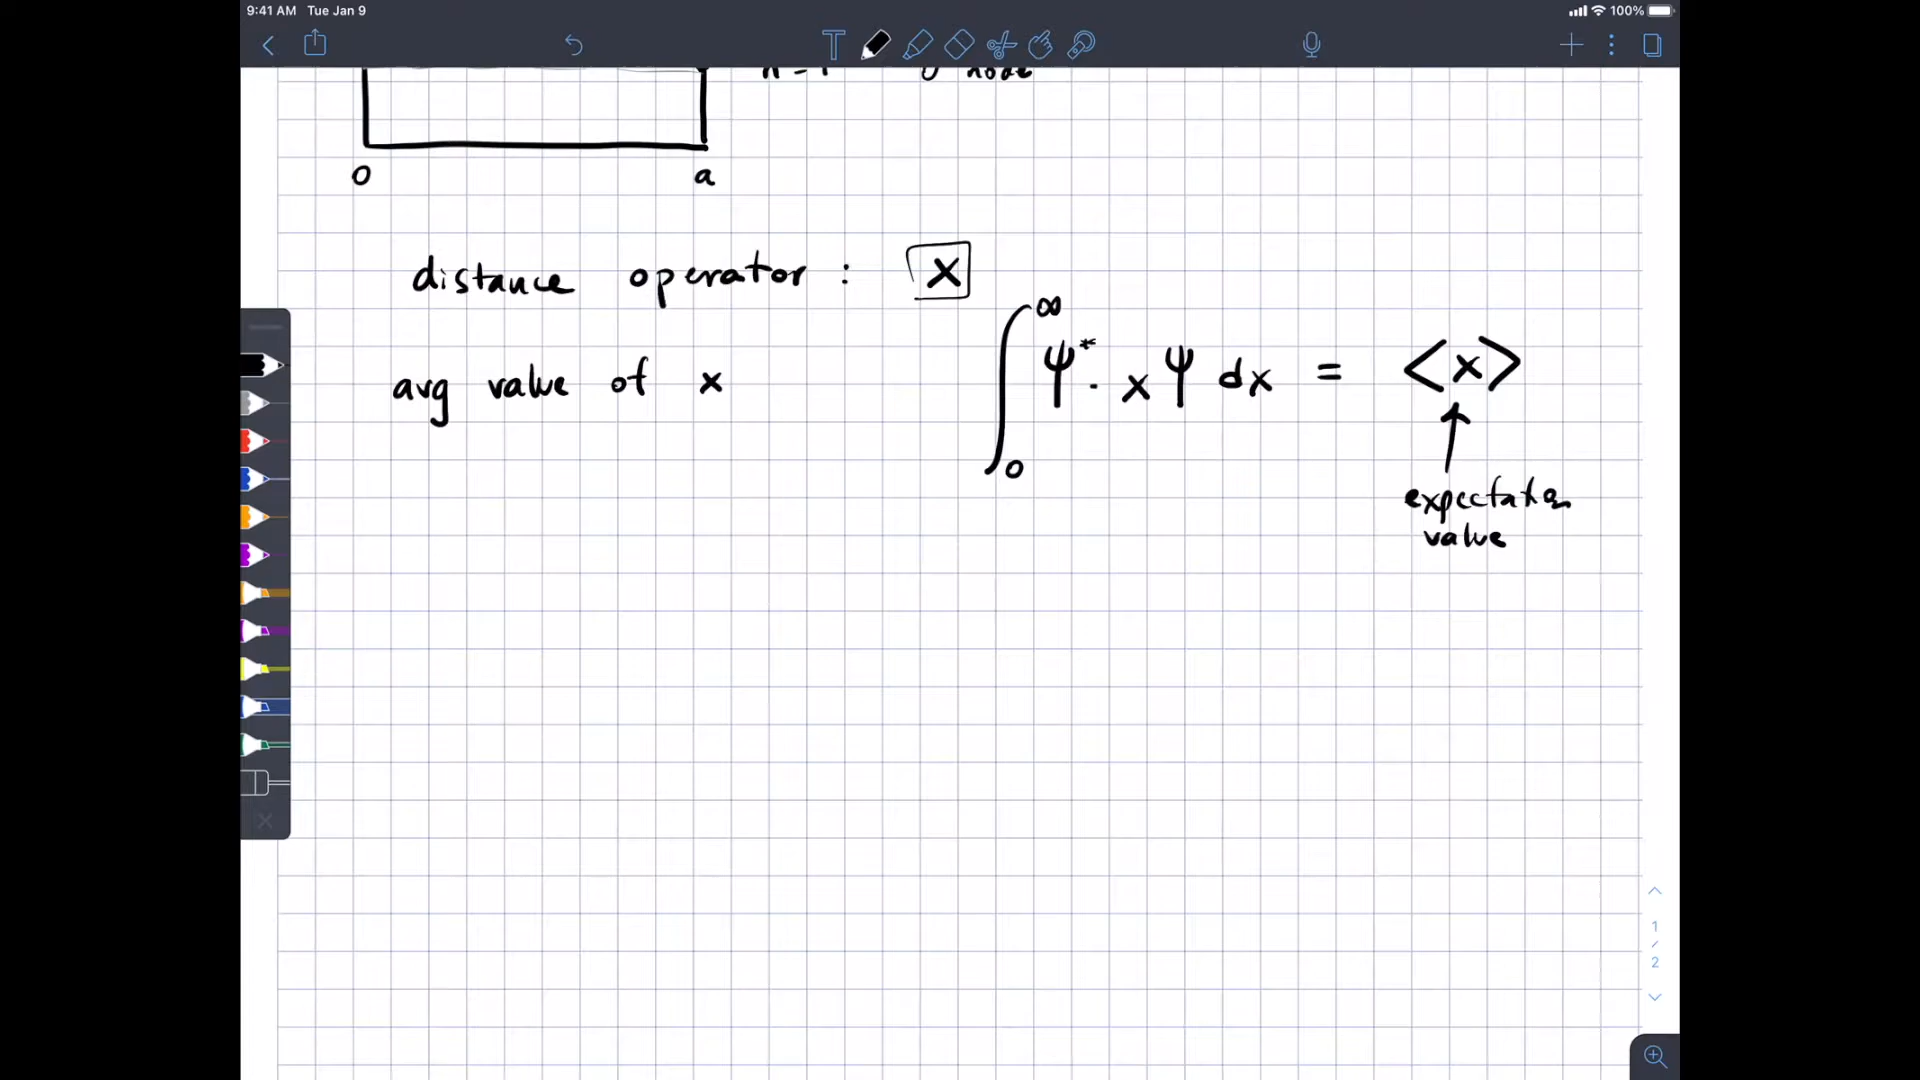 9:41 AM Tue Jan 9
100%
T
node
0 a
distance operator : x
avg value of x
∫₀^∞ ψ* · x ψ dx = <x>
expectation
value
1
/
2